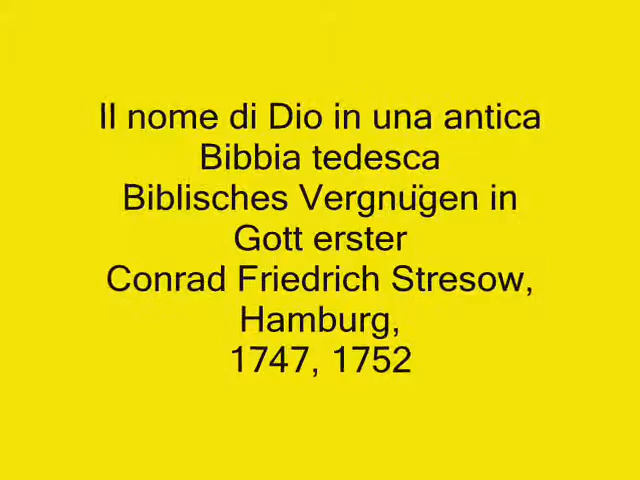 Il nome di Dio in una antica
Bibbia tedesca
Biblisches Vergnügen in
Gott erster
Conrad Friedrich Stresow,
Hamburg,
1747, 1752